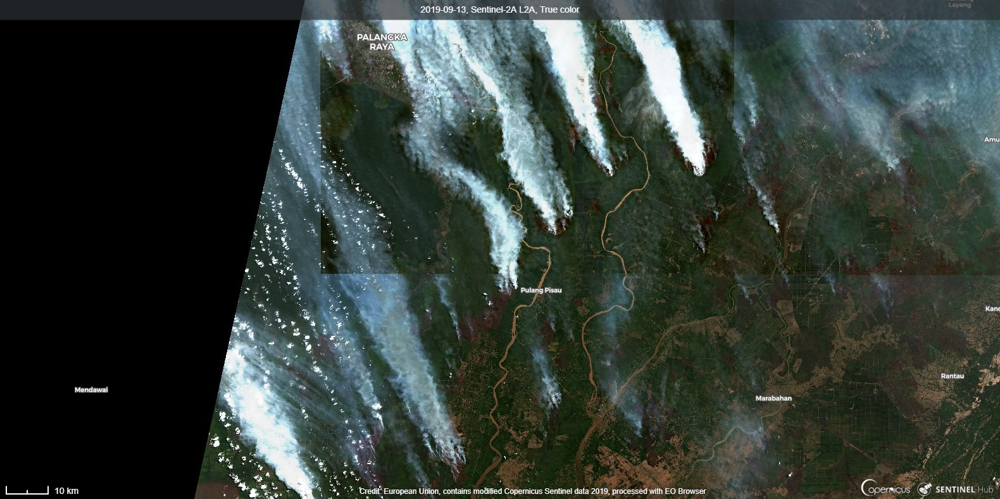 Layang
2019-09-13, Sentinel-2A L2A, True color
PALANGKA
RAYA
Amu
Pulang Pisau
Kand
Rantau
Mendawai
Marabahan
10 km
Credit: European Union, contains modified Copernicus Sentinel data 2019, processed with EO Browser
opernicus
SENTINEL Hub